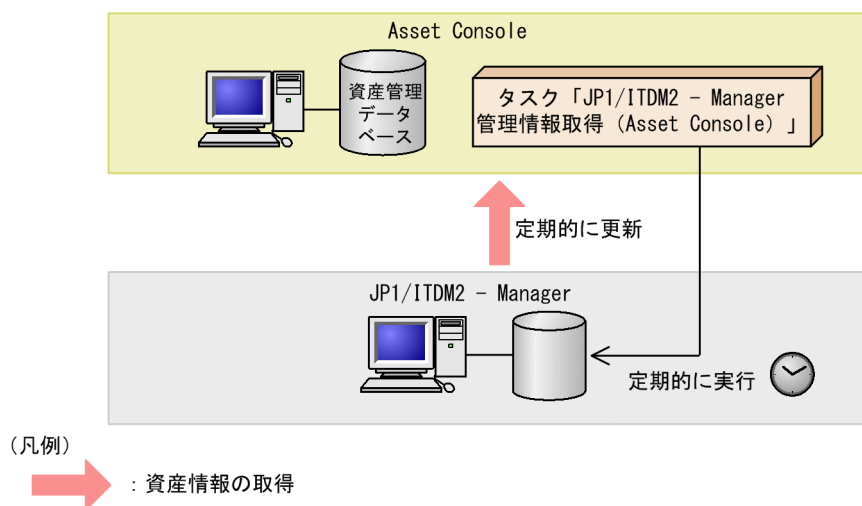 Asset Console
資産管理
データ
ベース
タスク「JP1/ITDM2 - Manager
管理情報取得（Asset Console）」
定期的に更新
JP1/ITDM2 - Manager
定期的に実行
（凡例）
：資産情報の取得